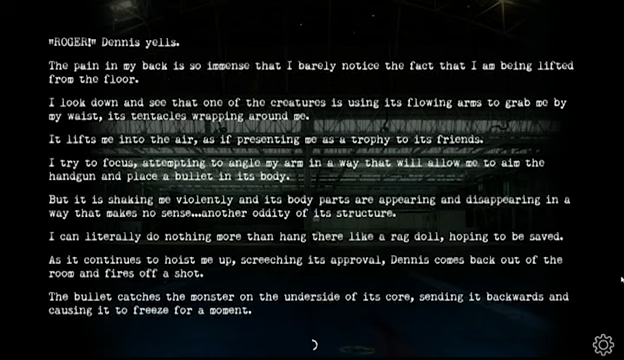 "ROGER!" Dennis yells.
The pain in my back is so immense that I barely notice the fact that I am being lifted
from the floor.
I look down and see that one of the creatures is using its flowing arms to grab me by
my waist, its tentacles wrapping around me.
It lifts me into the air, as if presenting me as a trophy to its friends.
I try to focus, attempting to angle my arm in a way that will allow me to aim the
handgun and place a bullet in its body.
But it is shaking me violently and its body parts are appearing and disappearing in a
way that makes no sense...another oddity of its structure.
I can literally do nothing more than hang there like a rag doll, hoping to be saved.
As it continues to hoist me up, screeching its approval, Dennis comes back out of the
room and fires off a shot.
The bullet catches the monster on the underside of its core, sending it backwards and
causing it to freeze for a moment.